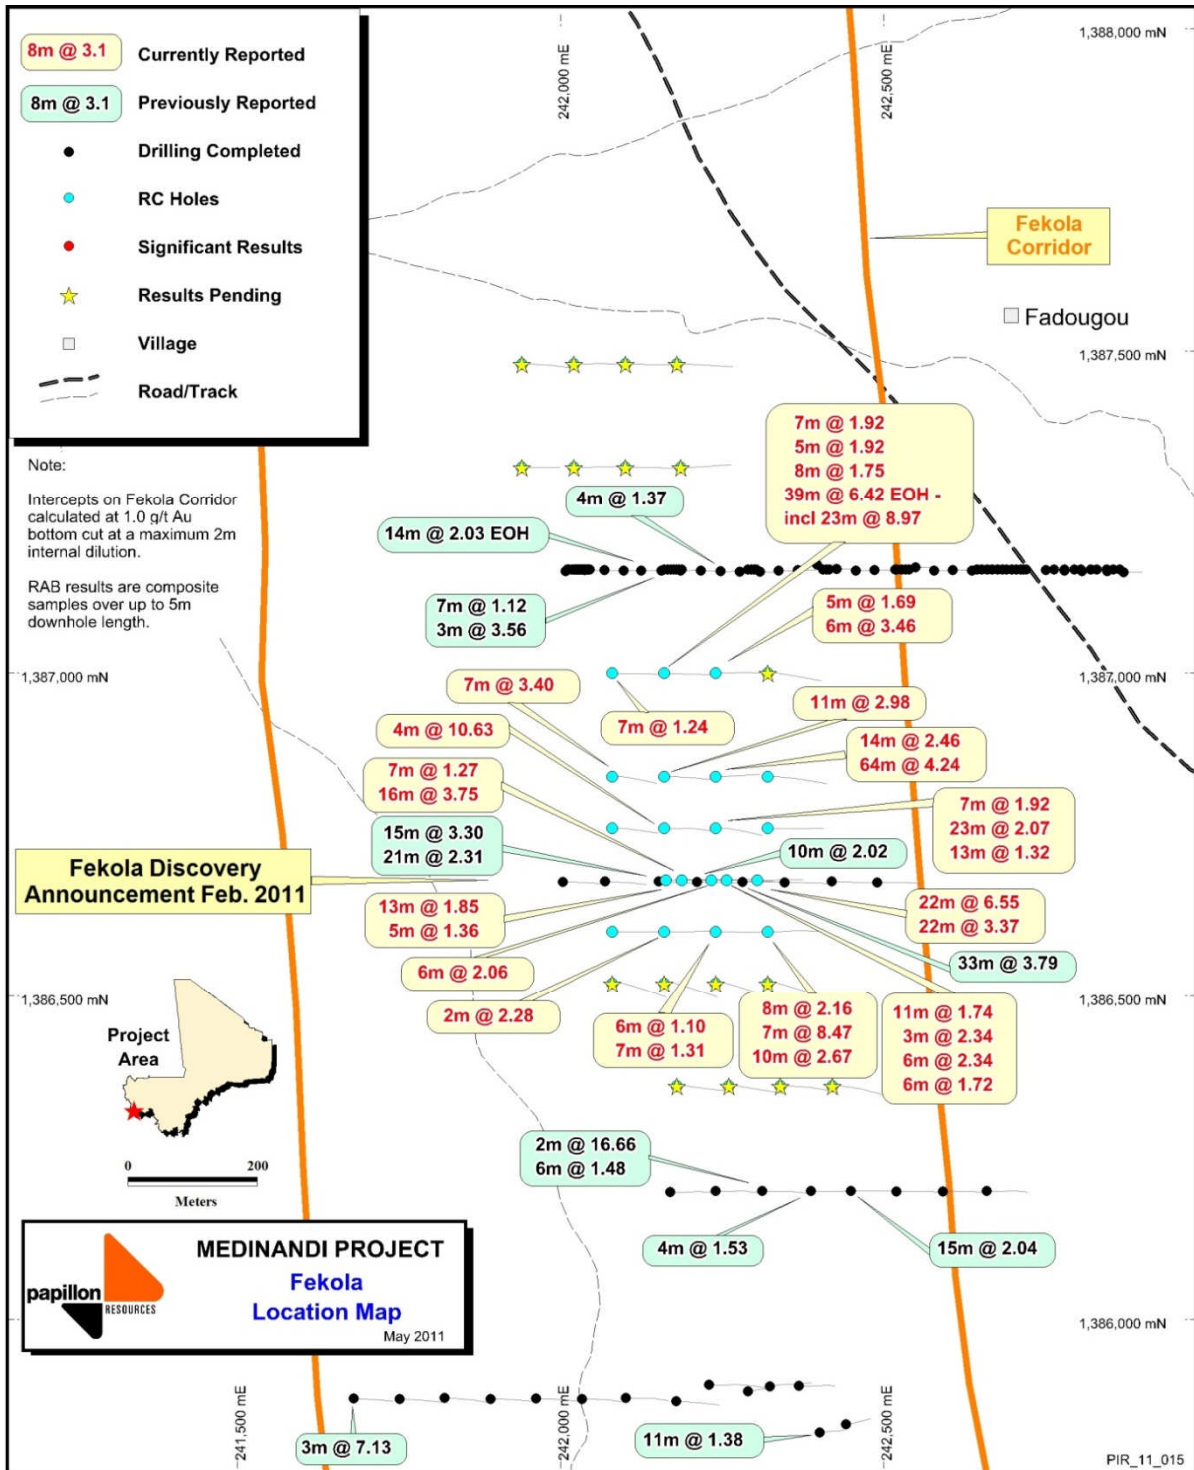 8m @ 3.1
Currently Reported
8m @ 3.1
Previously Reported
Drilling Completed
RC Holes
Significant Results
Results Pending
Village
Road/Track
242,000 mE
242,500 mE
1,388,000 mN
Fekola
Corridor
Fadougou
1,387,500 mN
Note:
Intercepts on Fekola Corridor
calculated at 1.0 g/t Au
bottom cut at a maximum 2m
internal dilution.
RAB results are composite
samples over up to 5m
downhole length.
7m @ 1.92
5m @ 1.92
8m @ 1.75
39m @ 6.42 EOH -
incl 23m @ 8.97
4m @ 1.37
14m @ 2.03 EOH
7m @ 1.12
3m @ 3.56
5m @ 1.69
6m @ 3.46
1,387,000 mN
1,387,000 mN
7m @ 3.40
7m @ 1.24
11m @ 2.98
4m @ 10.63
14m @ 2.46
64m @ 4.24
7m @ 1.27
16m @ 3.75
7m @ 1.92
23m @ 2.07
13m @ 1.32
15m @ 3.30
21m @ 2.31
10m @ 2.02
Fekola Discovery
Announcement Feb. 2011
13m @ 1.85
5m @ 1.36
22m @ 6.55
22m @ 3.37
6m @ 2.06
33m @ 3.79
2m @ 2.28
1,386,500 mN
1,386,500 mN
6m @ 1.10
7m @ 1.31
8m @ 2.16
7m @ 8.47
10m @ 2.67
11m @ 1.74
3m @ 2.34
6m @ 2.34
6m @ 1.72
Project
Area
0
200
Meters
2m @ 16.66
6m @ 1.48
4m @ 1.53
15m @ 2.04
papillon
RESOURCES
MEDINANDI PROJECT
Fekola
Location Map
May 2011
1,386,000 mN
241,500 mE
242,000 mE
242,500 mE
3m @ 7.13
11m @ 1.38
PIR_11_015